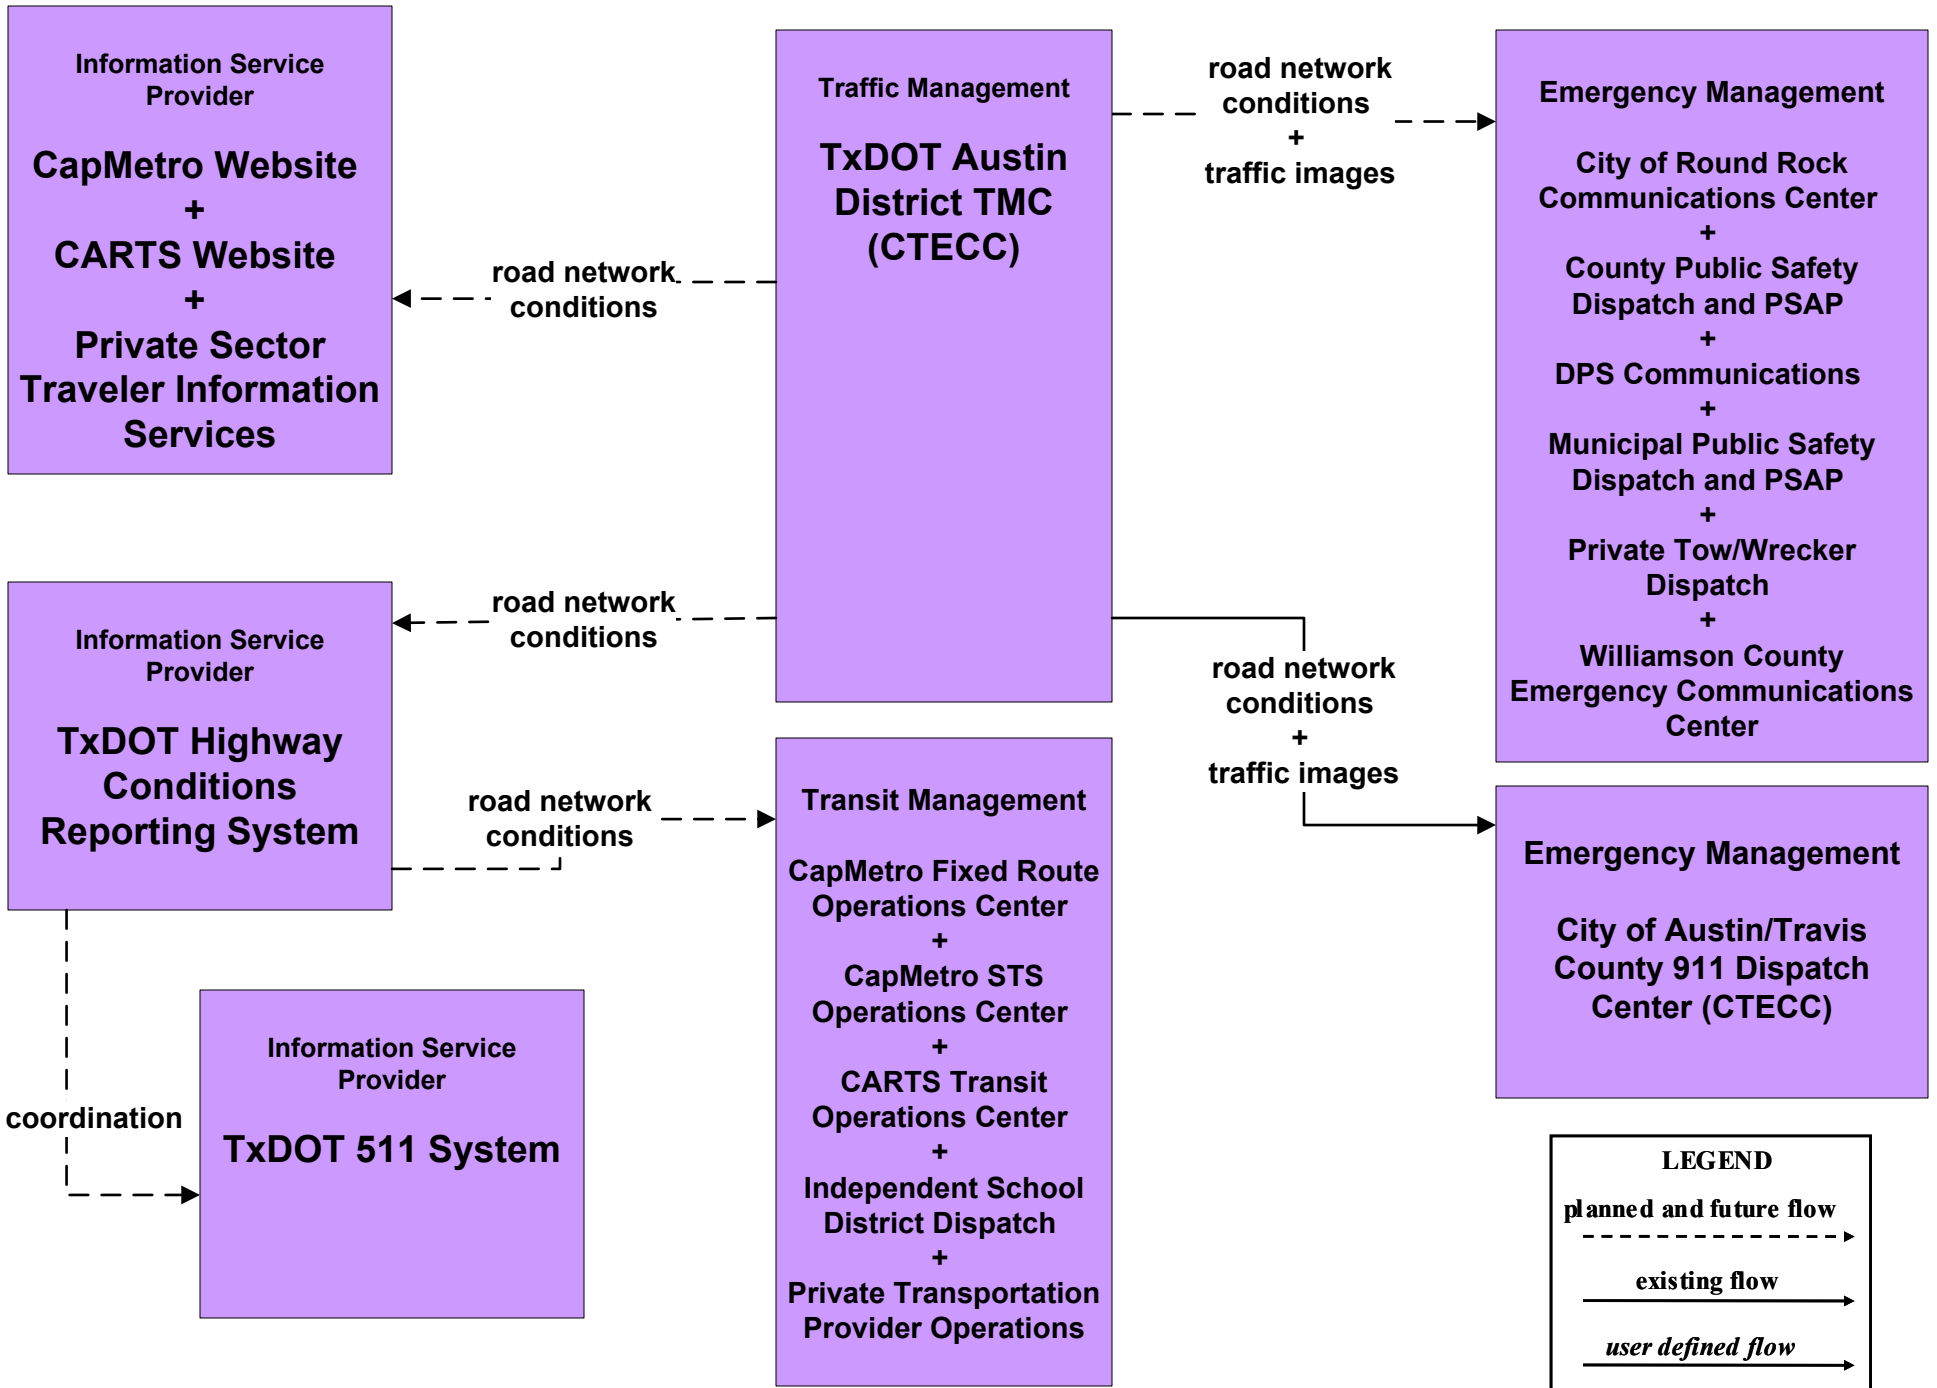 Information Service
Provider
CapMetro Website
+
CARTS Website
+
Private Sector
Traveler Information
Services
road network
conditions
Traffic Management
TxDOT Austin
District TMC
(CTECC)
road network
conditions
+
traffic images
Emergency Management
City of Round Rock
Communications Center
+
County Public Safety
Dispatch and PSAP
+
DPS Communications
+
Municipal Public Safety
Dispatch and PSAP
+
Private Tow/Wrecker
Dispatch
+
Williamson County
Emergency Communications
Center
Information Service
Provider
TxDOT Highway
Conditions
Reporting System
road network
conditions
road network
conditions
+
traffic images
road network
conditions
Transit Management
CapMetro Fixed Route
Operations Center
+
CapMetro STS
Operations Center
+
CARTS Transit
Operations Center
+
Independent School
District Dispatch
+
Private Transportation
Provider Operations
Emergency Management
City of Austin/Travis
County 911 Dispatch
Center (CTECC)
coordination
Information Service
Provider
TxDOT 511 System
LEGEND
planned and future flow
existing flow
user defined flow